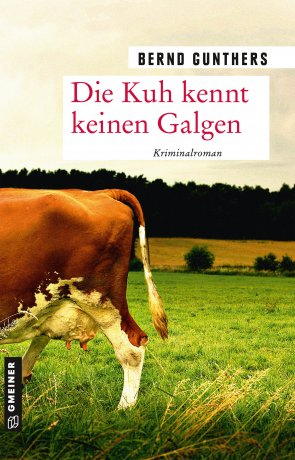 BERND GUNTHERS
Die Kuh kennt
keinen Galgen
Kriminalroman
GMEINER